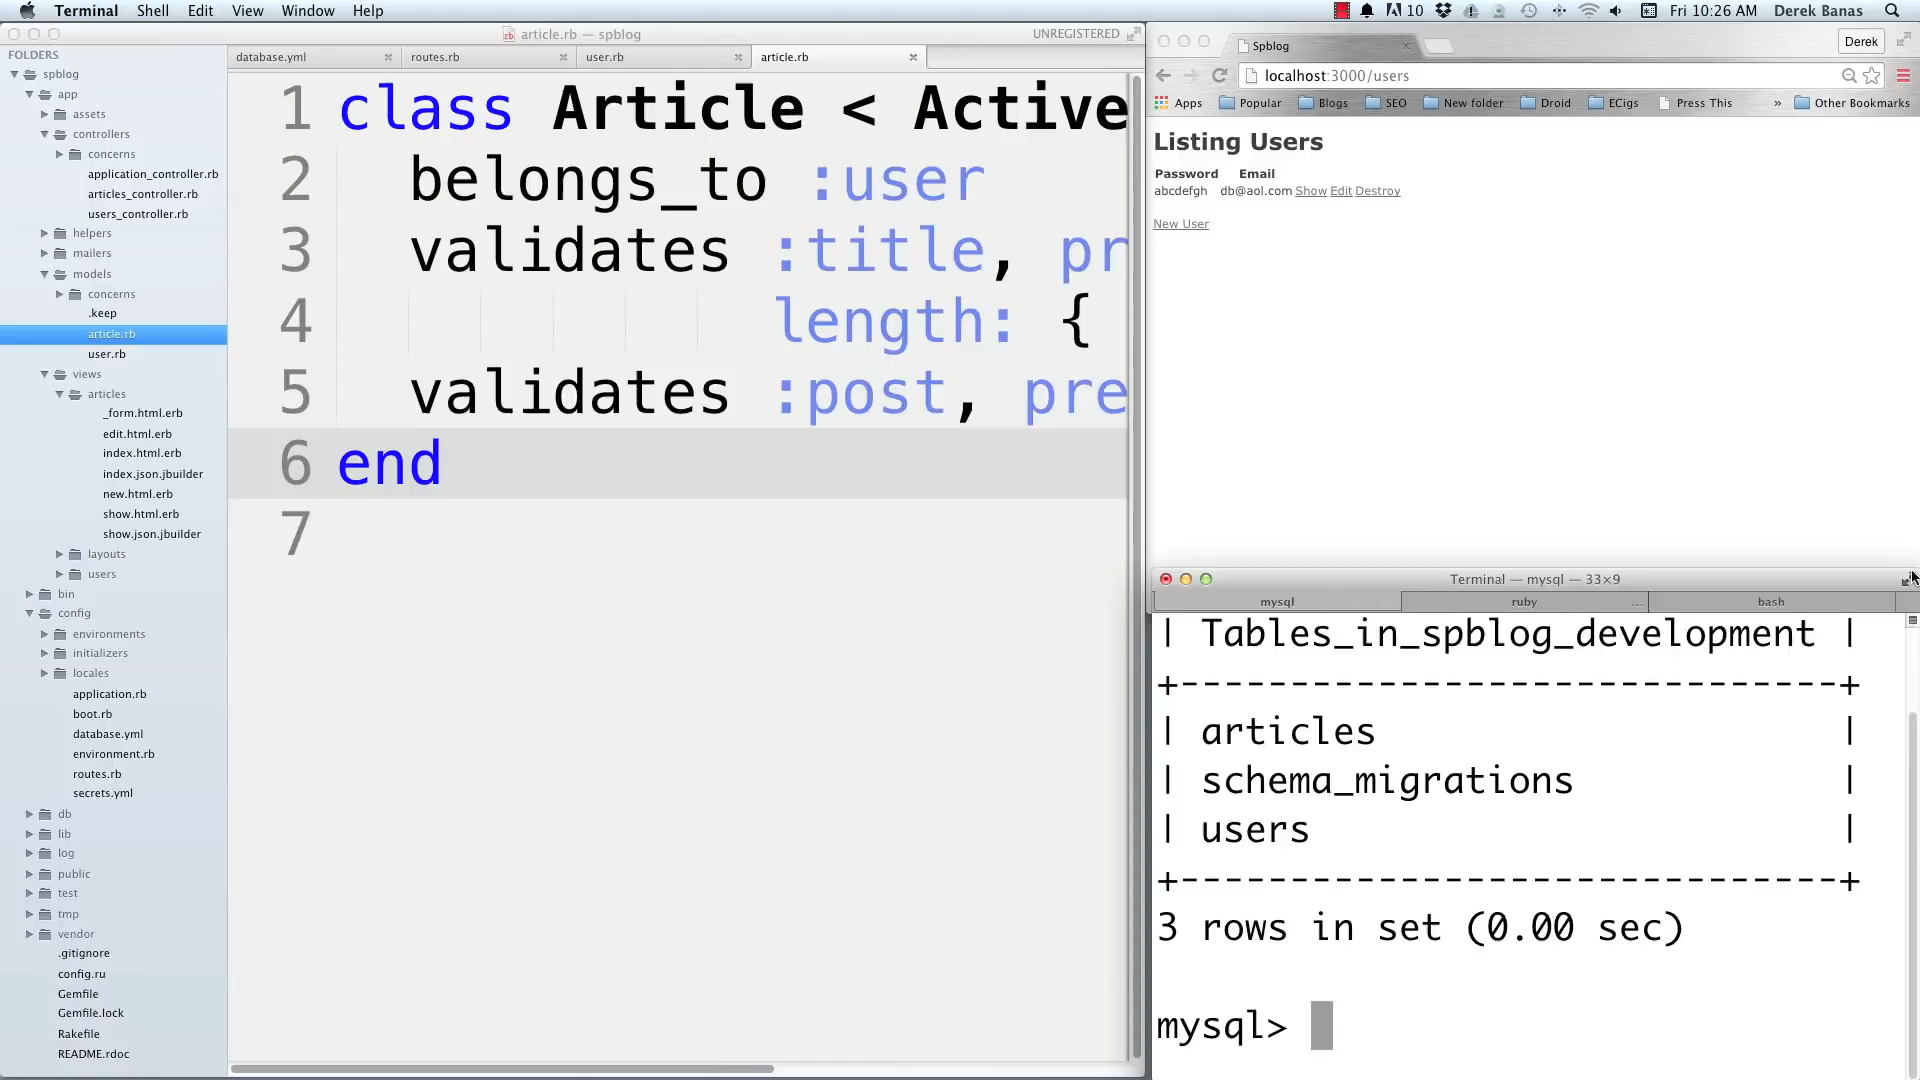 Terminal Shell Edit View Window Help
10 Fri 10:26 AM Derek Banas
article.rb — spblog UNREGISTERED
FOLDERS
database.yml routes.rb user.rb article.rb
spblog
app
assets
controllers
concerns
application_controller.rb
articles_controller.rb
users_controller.rb
helpers
mailers
models
concerns
.keep
article.rb
user.rb
views
articles
_form.html.erb
edit.html.erb
index.html.erb
index.json.jbuilder
new.html.erb
show.html.erb
show.json.jbuilder
layouts
users
bin
config
environments
initializers
locales
application.rb
boot.rb
database.yml
environment.rb
routes.rb
secrets.yml
db
lib
log
public
test
tmp
vendor
.gitignore
config.ru
Gemfile
Gemfile.lock
Rakefile
README.rdoc
1 class Article < Active
2 belongs_to :user
3 validates :title, pr
4 length: {
5 validates :post, pre
6 end
7
Spblog Derek
localhost:3000/users
Apps Popular Blogs SEO New folder Droid ECigs Press This » Other Bookmarks
Listing Users
Password Email
abcdefgh db@aol.com Show Edit Destroy
New User
Terminal — mysql — 33×9
mysql ruby ... bash
| Tables_in_spblog_development |
+------------------------------+
| articles |
| schema_migrations |
| users |
+------------------------------+
3 rows in set (0.00 sec)
mysql>